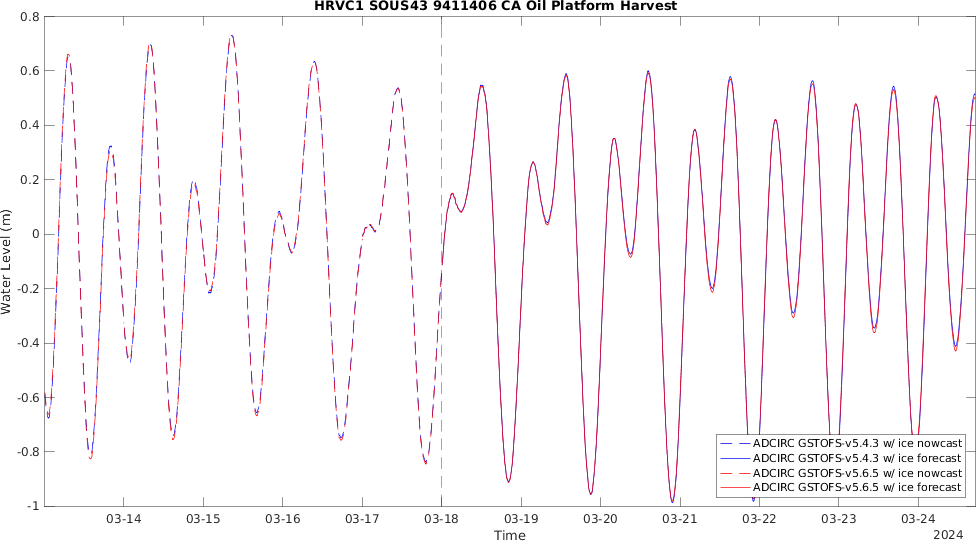 HRVC1 SOUS43 9411406 CA Oil Platform Harvest
Water Level (m)
0.8
0.6
0.4
0.2
0
-0.2
-0.4
-0.6
-0.8
-1
ADCIRC GSTOFS-v5.4.3 w/ ice nowcast
ADCIRC GSTOFS-v5.4.3 w/ ice forecast
ADCIRC GSTOFS-v5.6.5 w/ ice nowcast
ADCIRC GSTOFS-v5.6.5 w/ ice forecast
03-14 03-15 03-16 03-17 03-18 03-19 03-20 03-21 03-22 03-23 03-24
Time
2024